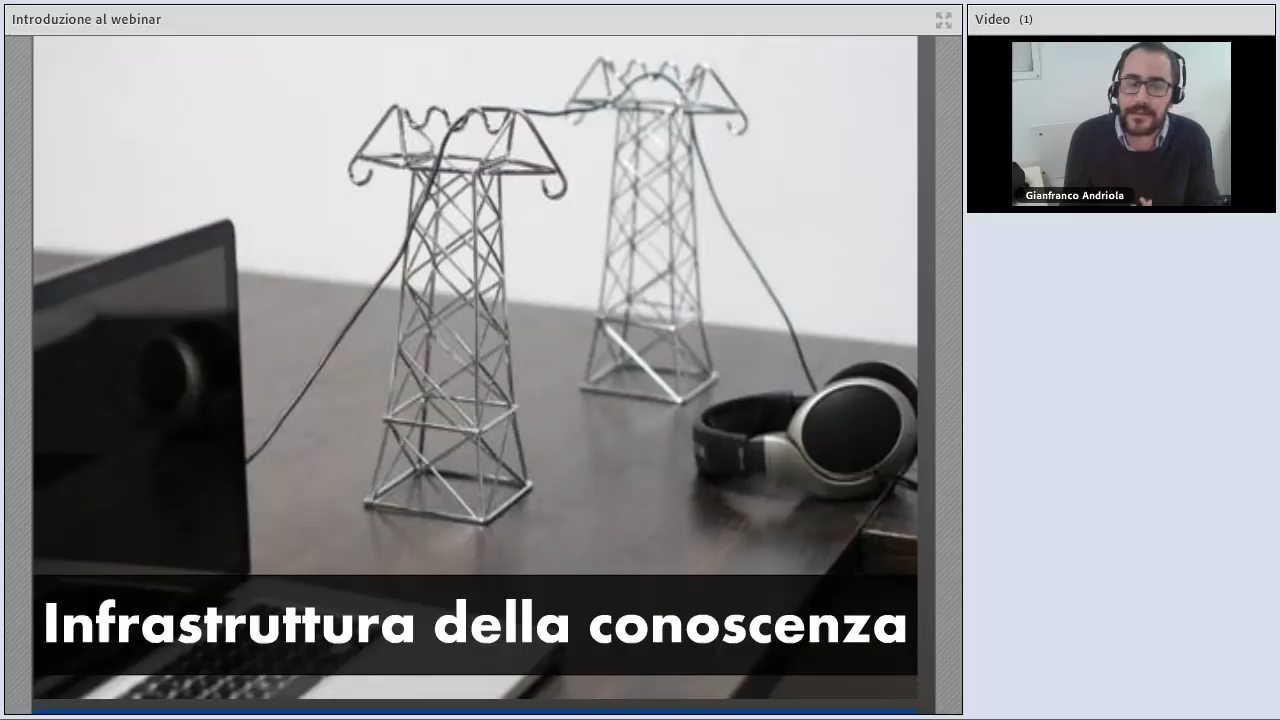 Introduzione al webinar
Video (1)
Gianfranco Andriola
Infrastruttura della conoscenza